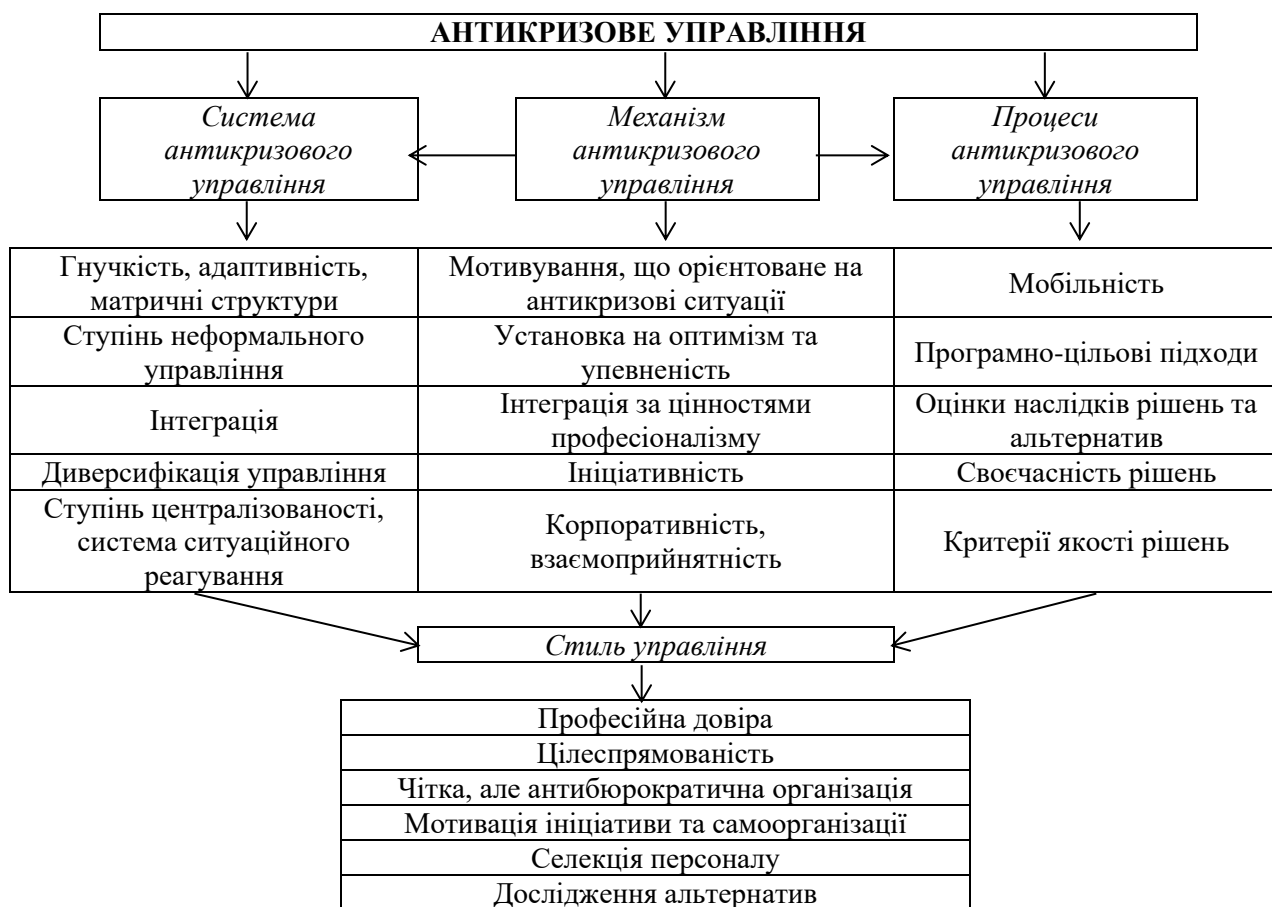 АНТИКРИЗОВЕ УПРАВЛІННЯ
Система
антикризового
управління
Механізм
антикризового
управління
Процеси
антикризового
управління
Гнучкість, адаптивність,
матричні структури
Мотивування, що орієнтоване на
антикризові ситуації
Мобільність
Ступінь неформального
управління
Установка на оптимізм та
упевненість
Програмно-цільові підходи
Інтеграція
Інтеграція за цінностями
професіоналізму
Оцінки наслідків рішень та
альтернатив
Диверсифікація управління
Ініціативність
Своєчасність рішень
Ступінь централізованості,
система ситуаційного
реагування
Корпоративність,
взаємоприйнятність
Критерії якості рішень
Стиль управління
Професійна довіра
Цілеспрямованість
Чітка, але антибюрократична організація
Мотивація ініціативи та самоорганізації
Селекція персоналу
Дослідження альтернатив